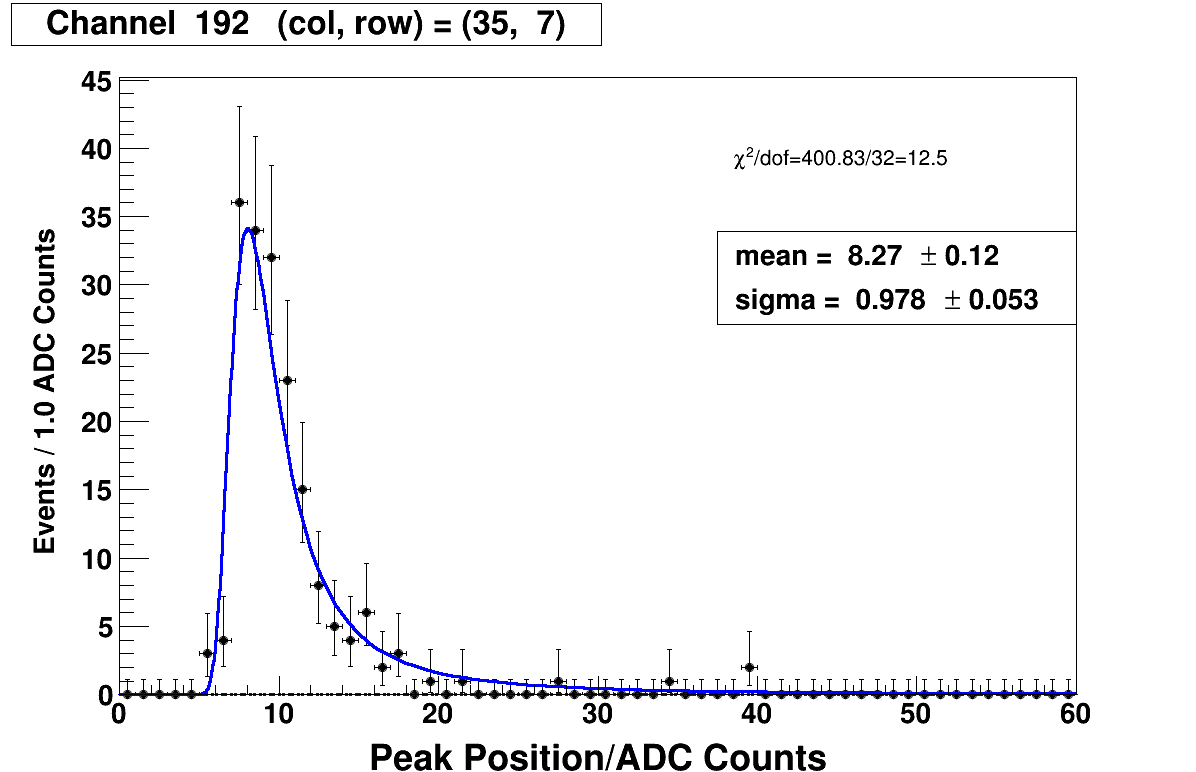 Channel 192 (col, row) = (35, 7)
45
40
35
30
25
20
15
10
5
0
Events / 1.0 ADC Counts
χ²/dof=400.83/32=12.5
mean = 8.27 ± 0.12
sigma = 0.978 ± 0.053
0 10 20 30 40 50 60
Peak Position/ADC Counts